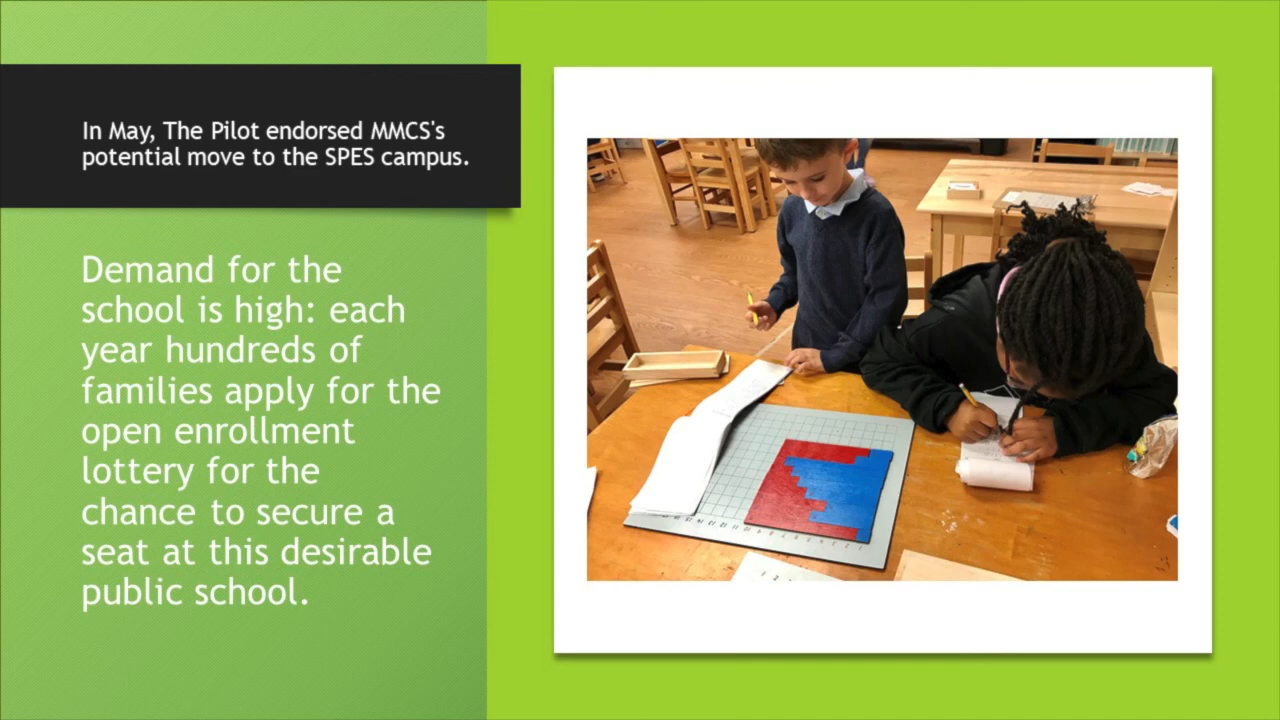 In May, The Pilot endorsed MMCS's
potential move to the SPES campus.
Demand for the
school is high: each
year hundreds of
families apply for the
open enrollment
lottery for the
chance to secure a
seat at this desirable
public school.